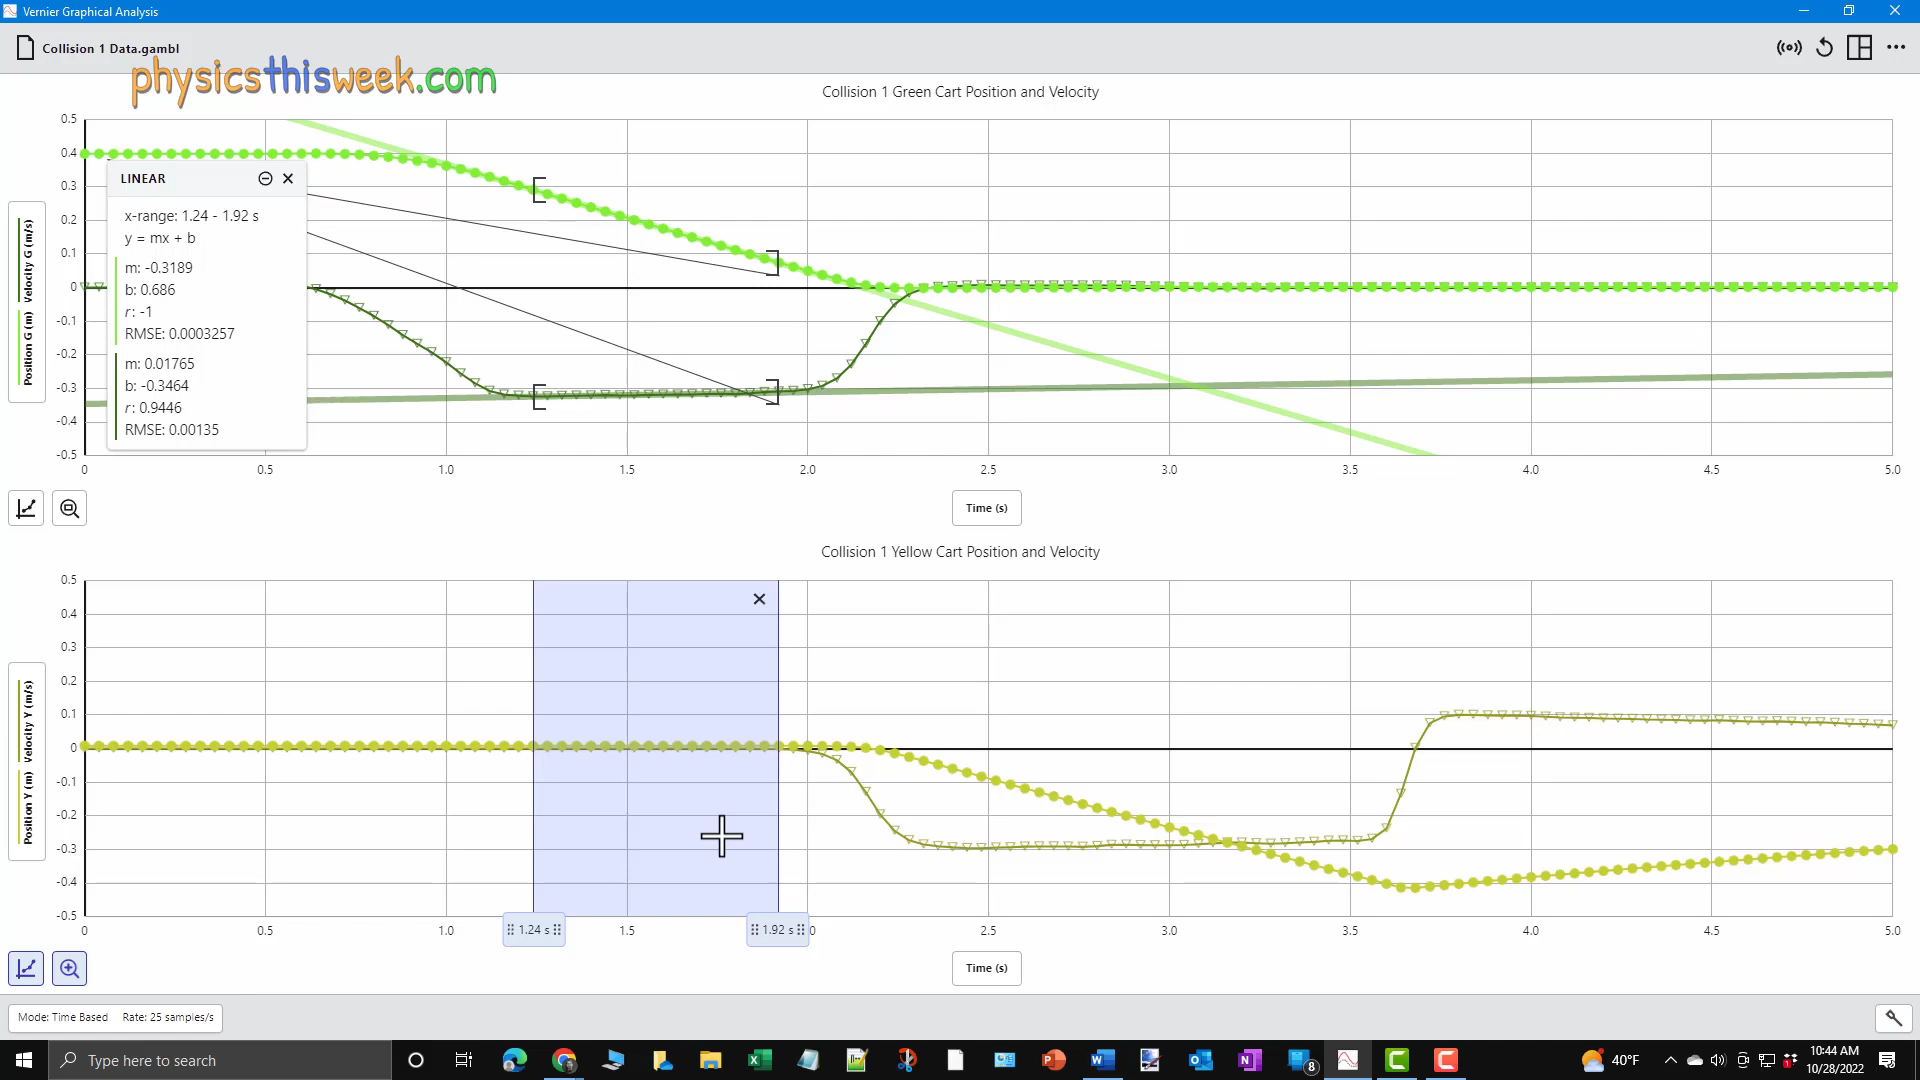 Vernier Graphical Analysis
Collision 1 Data.gambl
physicsthisweek.com
Collision 1 Green Cart Position and Velocity
0.5
0.4
0.3
0.2
0.1
0
-0.1
-0.2
-0.3
-0.4
-0.5
Position G (m) Velocity G (m/s)
LINEAR
x-range: 1.24 - 1.92 s
y = mx + b
m: -0.3189
b: 0.686
r: -1
RMSE: 0.0003257
m: 0.01765
b: -0.3464
r: 0.9446
RMSE: 0.00135
0 0.5 1.0 1.5 2.0 2.5 3.0 3.5 4.0 4.5 5.0
Time (s)
Collision 1 Yellow Cart Position and Velocity
0.5
0.4
0.3
0.2
0.1
0
-0.1
-0.2
-0.3
-0.4
-0.5
Position Y (m) Velocity Y (m/s)
0 0.5 1.0 1.24 s 1.5 1.92 s 0 2.5 3.0 3.5 4.0 4.5 5.0
Time (s)
Mode: Time Based Rate: 25 samples/s
Type here to search
8
40°F
1
10:44 AM
10/28/2022